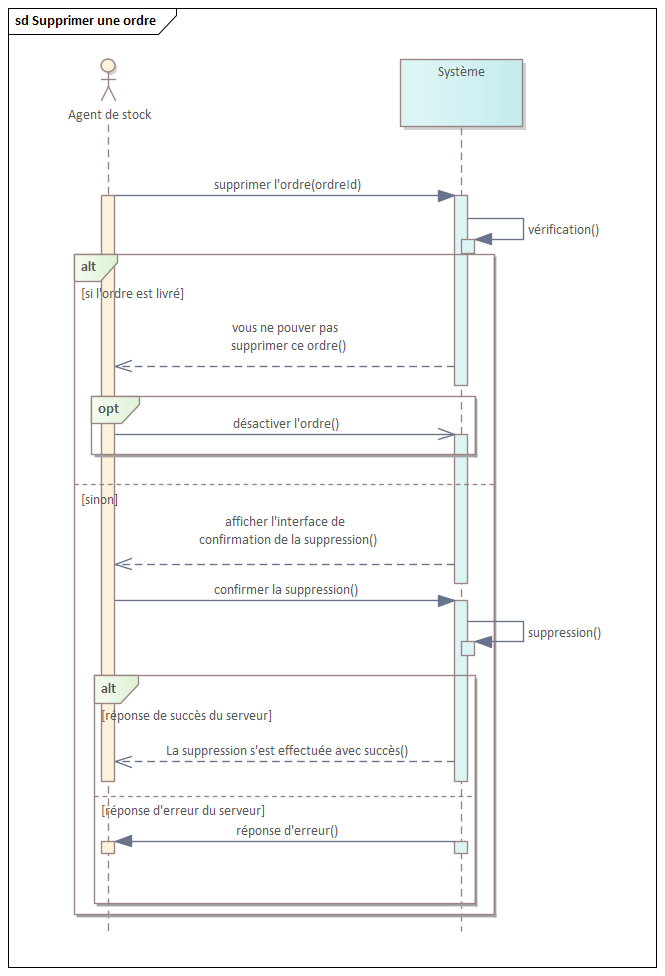 sd Supprimer une ordre
Système
Agent de stock
supprimer l'ordre(ordreId)
vérification()
alt
[si l'ordre est livré]
vous ne pouver pas
supprimer ce ordre()
opt
désactiver l'ordre()
[sinon]
afficher l'interface de
confirmation de la suppression()
confirmer la suppression()
suppression()
alt
[réponse de succès du serveur]
La suppression s'est effectuée avec succès()
[réponse d'erreur du serveur]
réponse d'erreur()